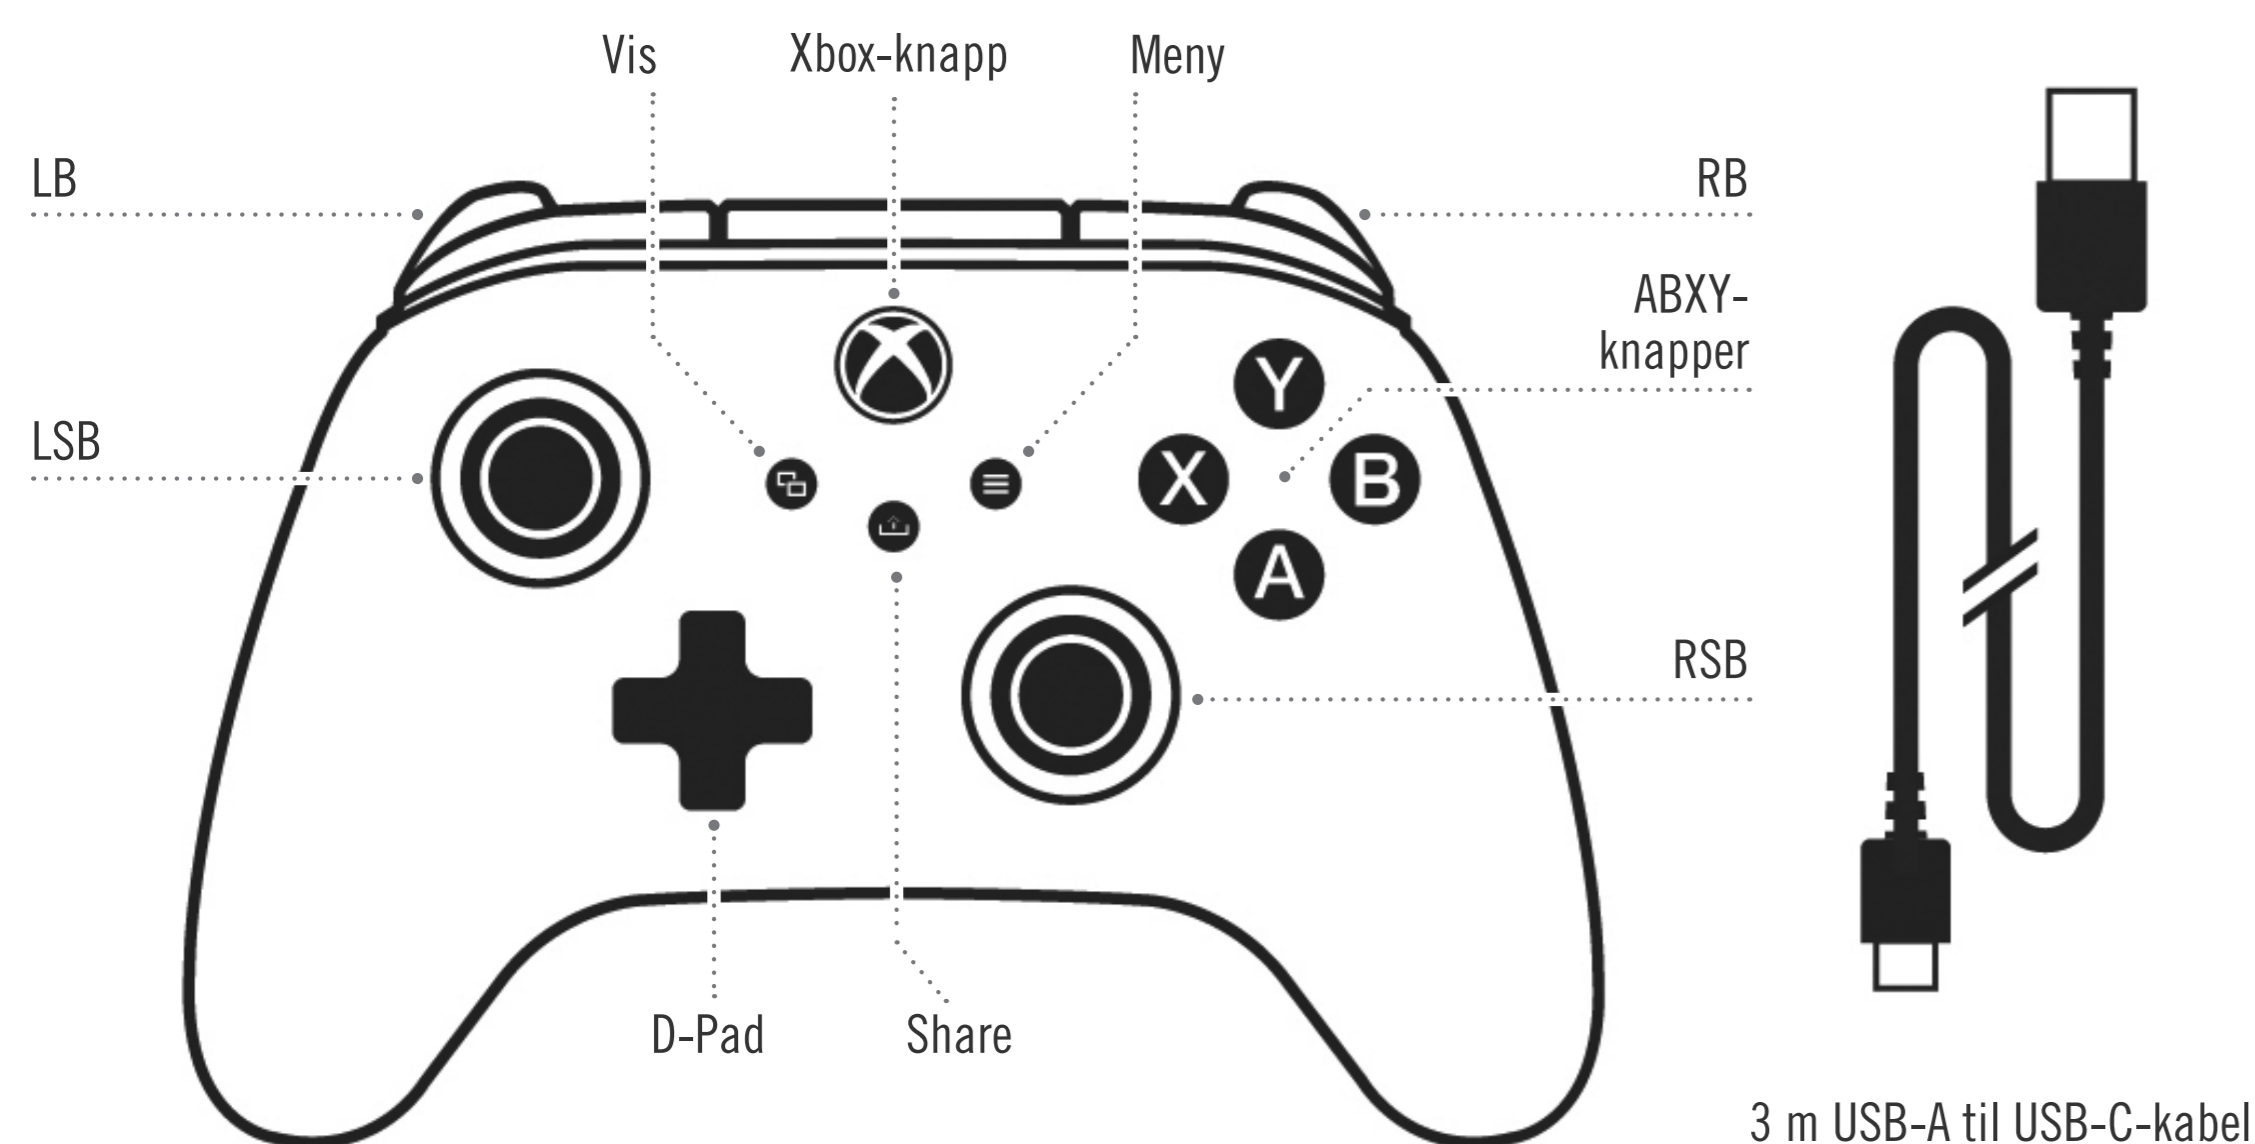 Vis
Xbox-knapp
Meny
LB
RB
ABXY-
knapper
Y
LSB
X
B
A
RSB
D-Pad
Share
3 m USB-A til USB-C-kabel